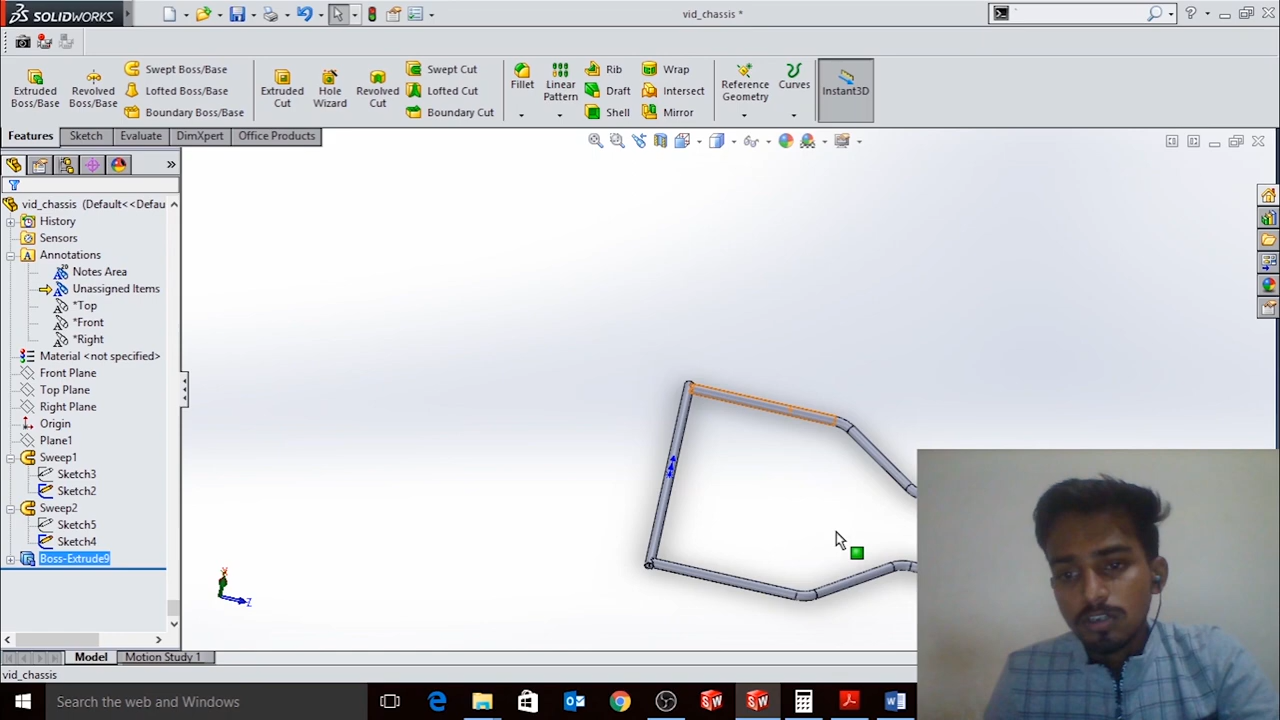 SOLIDWORKS
vid_chassis *
Extruded Boss/Base
Revolved Boss/Base
Swept Boss/Base
Lofted Boss/Base
Boundary Boss/Base
Extruded Cut
Hole Wizard
Revolved Cut
Swept Cut
Lofted Cut
Boundary Cut
Fillet
Linear Pattern
Rib
Draft
Shell
Wrap
Intersect
Mirror
Reference Geometry
Curves
Instant3D
Features
Sketch
Evaluate
DimXpert
Office Products
vid_chassis (Default<<Defau
History
Sensors
Annotations
Notes Area
Unassigned Items
*Top
*Front
*Right
Material <not specified>
Front Plane
Top Plane
Right Plane
Origin
Plane1
Sweep1
Sketch3
Sketch2
Sweep2
Sketch5
Sketch4
Boss-Extrude9
Y
Z
Model
Motion Study 1
vid_chassis
Search the web and Windows